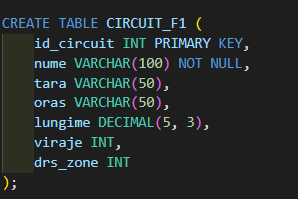 CREATE TABLE CIRCUIT_F1 (
    id_circuit INT PRIMARY KEY,
    nume VARCHAR(100) NOT NULL,
    tara VARCHAR(50),
    oras VARCHAR(50),
    lungime DECIMAL(5, 3),
    viraje INT,
    drs_zone INT
);